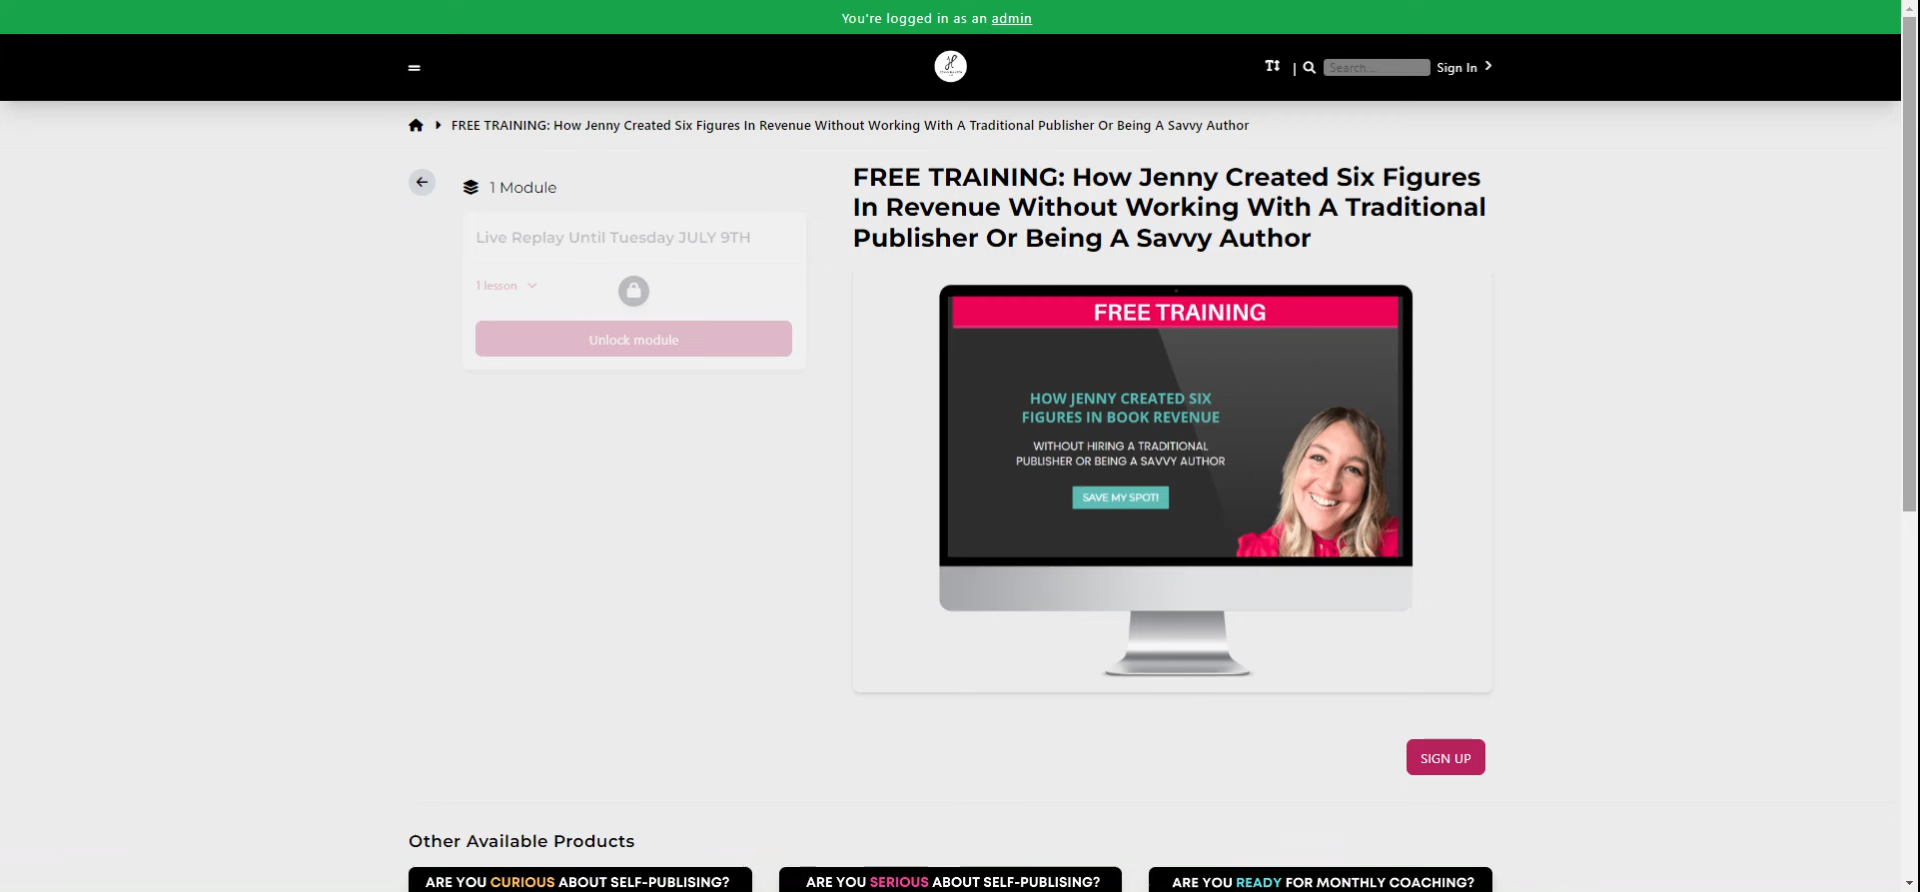 You're logged in as an admin
Search...
Sign In
FREE TRAINING: How Jenny Created Six Figures In Revenue Without Working With A Traditional Publisher Or Being A Savvy Author
1 Module
Live Replay Until Tuesday JULY 9TH
1 lesson
Unlock module
FREE TRAINING: How Jenny Created Six Figures
In Revenue Without Working With A Traditional
Publisher Or Being A Savvy Author
FREE TRAINING
HOW JENNY CREATED SIX
FIGURES IN BOOK REVENUE
WITHOUT HIRING A TRADITIONAL
PUBLISHER OR BEING A SAVVY AUTHOR
SAVE MY SPOT!
SIGN UP
Other Available Products
ARE YOU CURIOUS ABOUT SELF-PUBLISING?
ARE YOU SERIOUS ABOUT SELF-PUBLISING?
ARE YOU READY FOR MONTHLY COACHING?